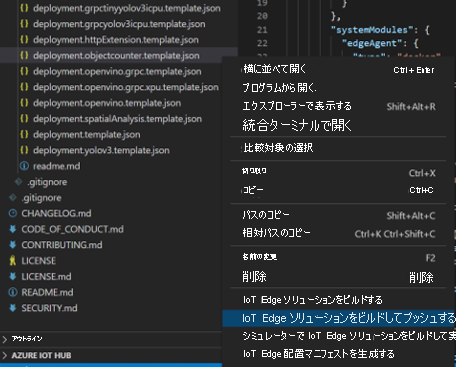 deployment.grpctinyyolov3icpu.template.json
deployment.grpcyolov3icpu.template.json
deployment.httpExtension.template.json
deployment.objectcounter.template.json
deployment.openvino.grpc.template.json
deployment.openvino.grpc.xpu.template.json
deployment.openvino.template.json
deployment.spatialAnalysis.template.json
deployment.template.json
deployment.yolov3.template.json
readme.md
.gitignore
.gitignore
CHANGELOG.md
CODE_OF_CONDUCT.md
CONTRIBUTING.md
LICENSE
LICENSE.md
README.md
SECURITY.md
アウトライン
AZURE IOT HUB
19 }
20 },
21 "systemModules": {
22 "edgeAgent": {
横に並べて開く Ctrl + Enter
プログラムから開く.
エクスプローラーで表示する Shift+Alt+R
統合ターミナルで開く
比較対象の選択
切り取り Ctrl+X
コピー Ctrl+C
パスのコピー Shift+Alt+C
相対パスのコピー Ctrl+K Ctrl+Shift+C
名前の変更 F2
削除 削除
IoT Edge ソリューションをビルドする
IoT Edge ソリューションをビルドしてプッシュする
シミュレーターで IoT Edge ソリューションをビルドして実
IoT Edge 配置マニフェストを生成する